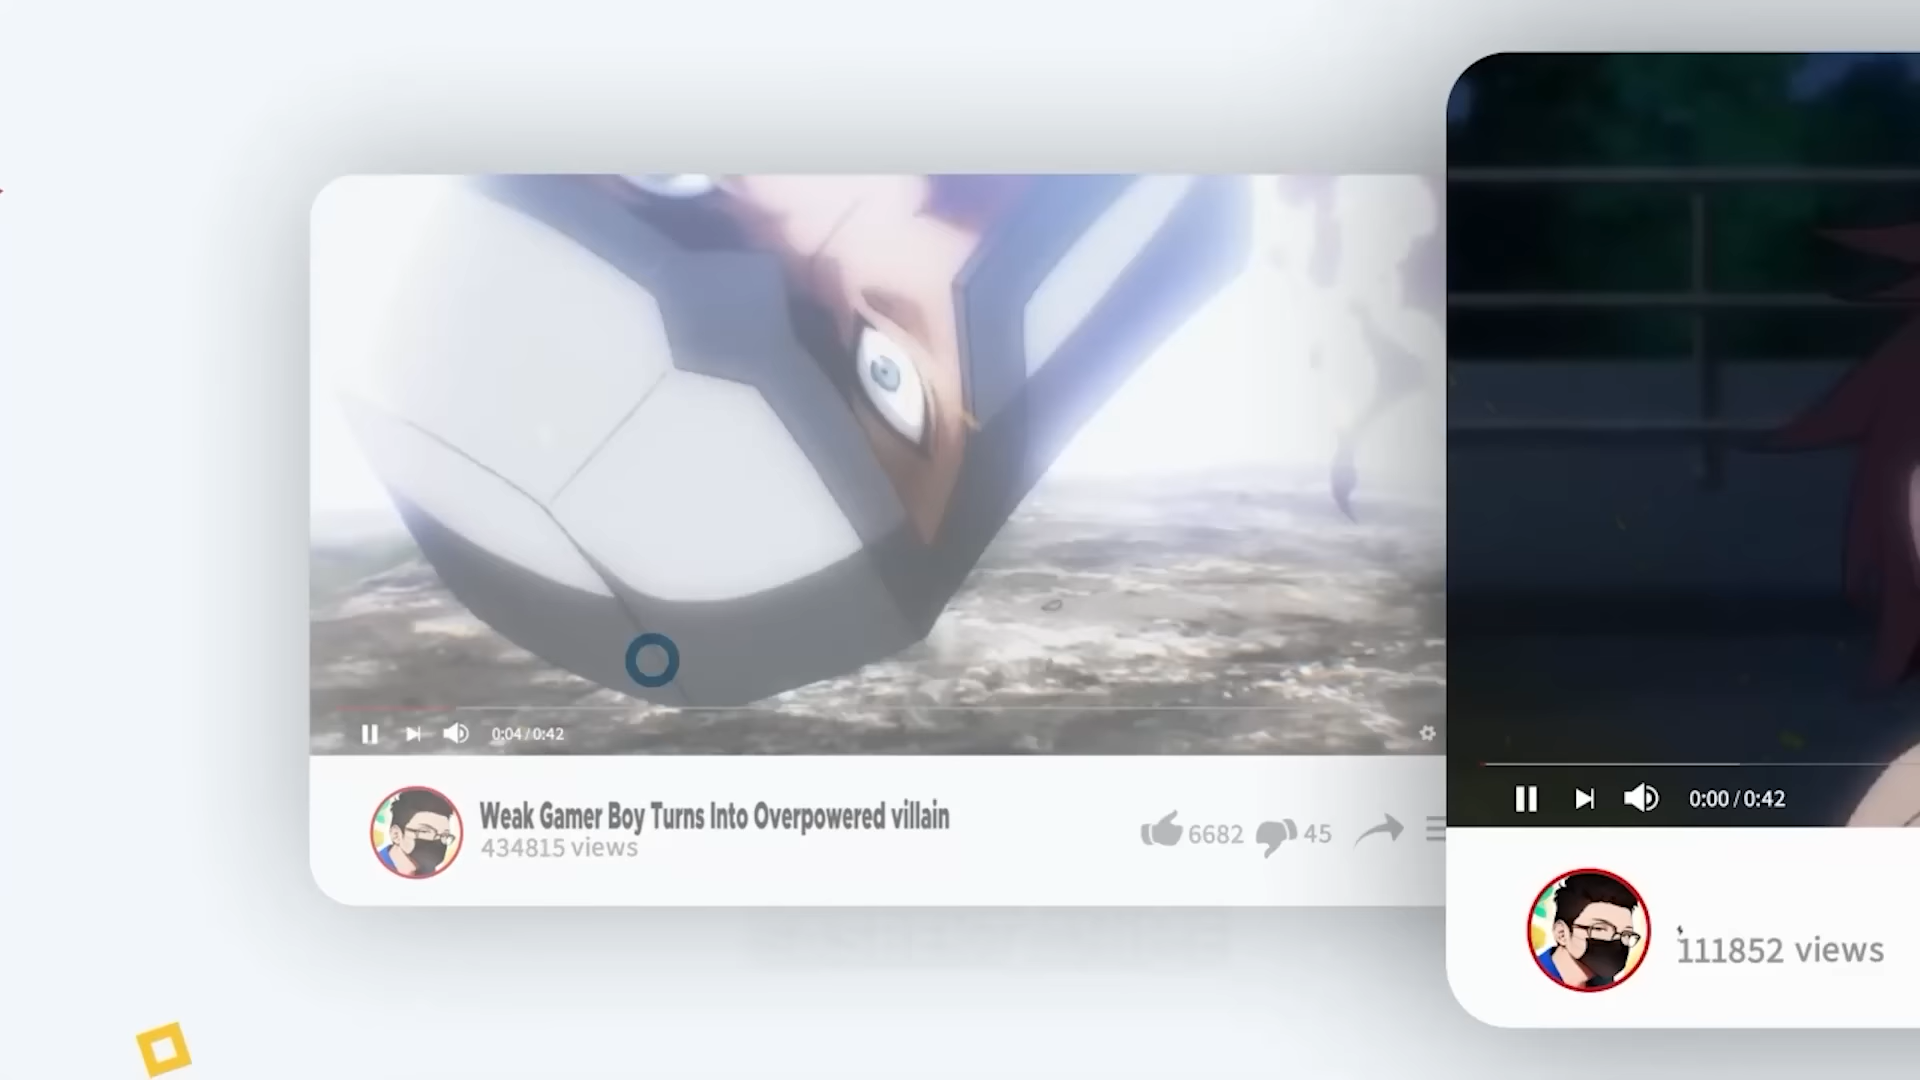 0:04 / 0:42
Weak Gamer Boy Turns Into Overpowered villain
434815 views
6682
45
0:00 / 0:42
111852 views